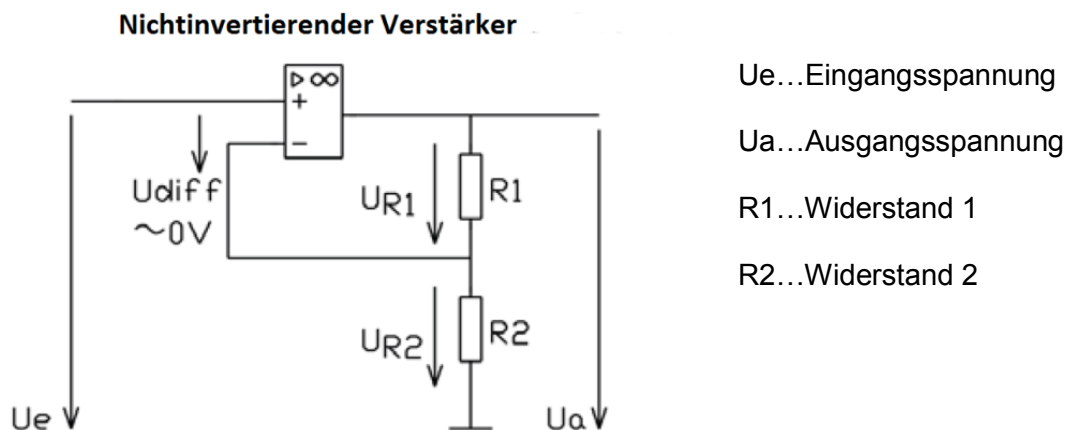 Nichtinvertierender Verstärker
▷ ∞
+
−
Udiff
~0V
UR1
R1
UR2
R2
Ue
Ua
Ue…Eingangsspannung
Ua…Ausgangsspannung
R1…Widerstand 1
R2…Widerstand 2